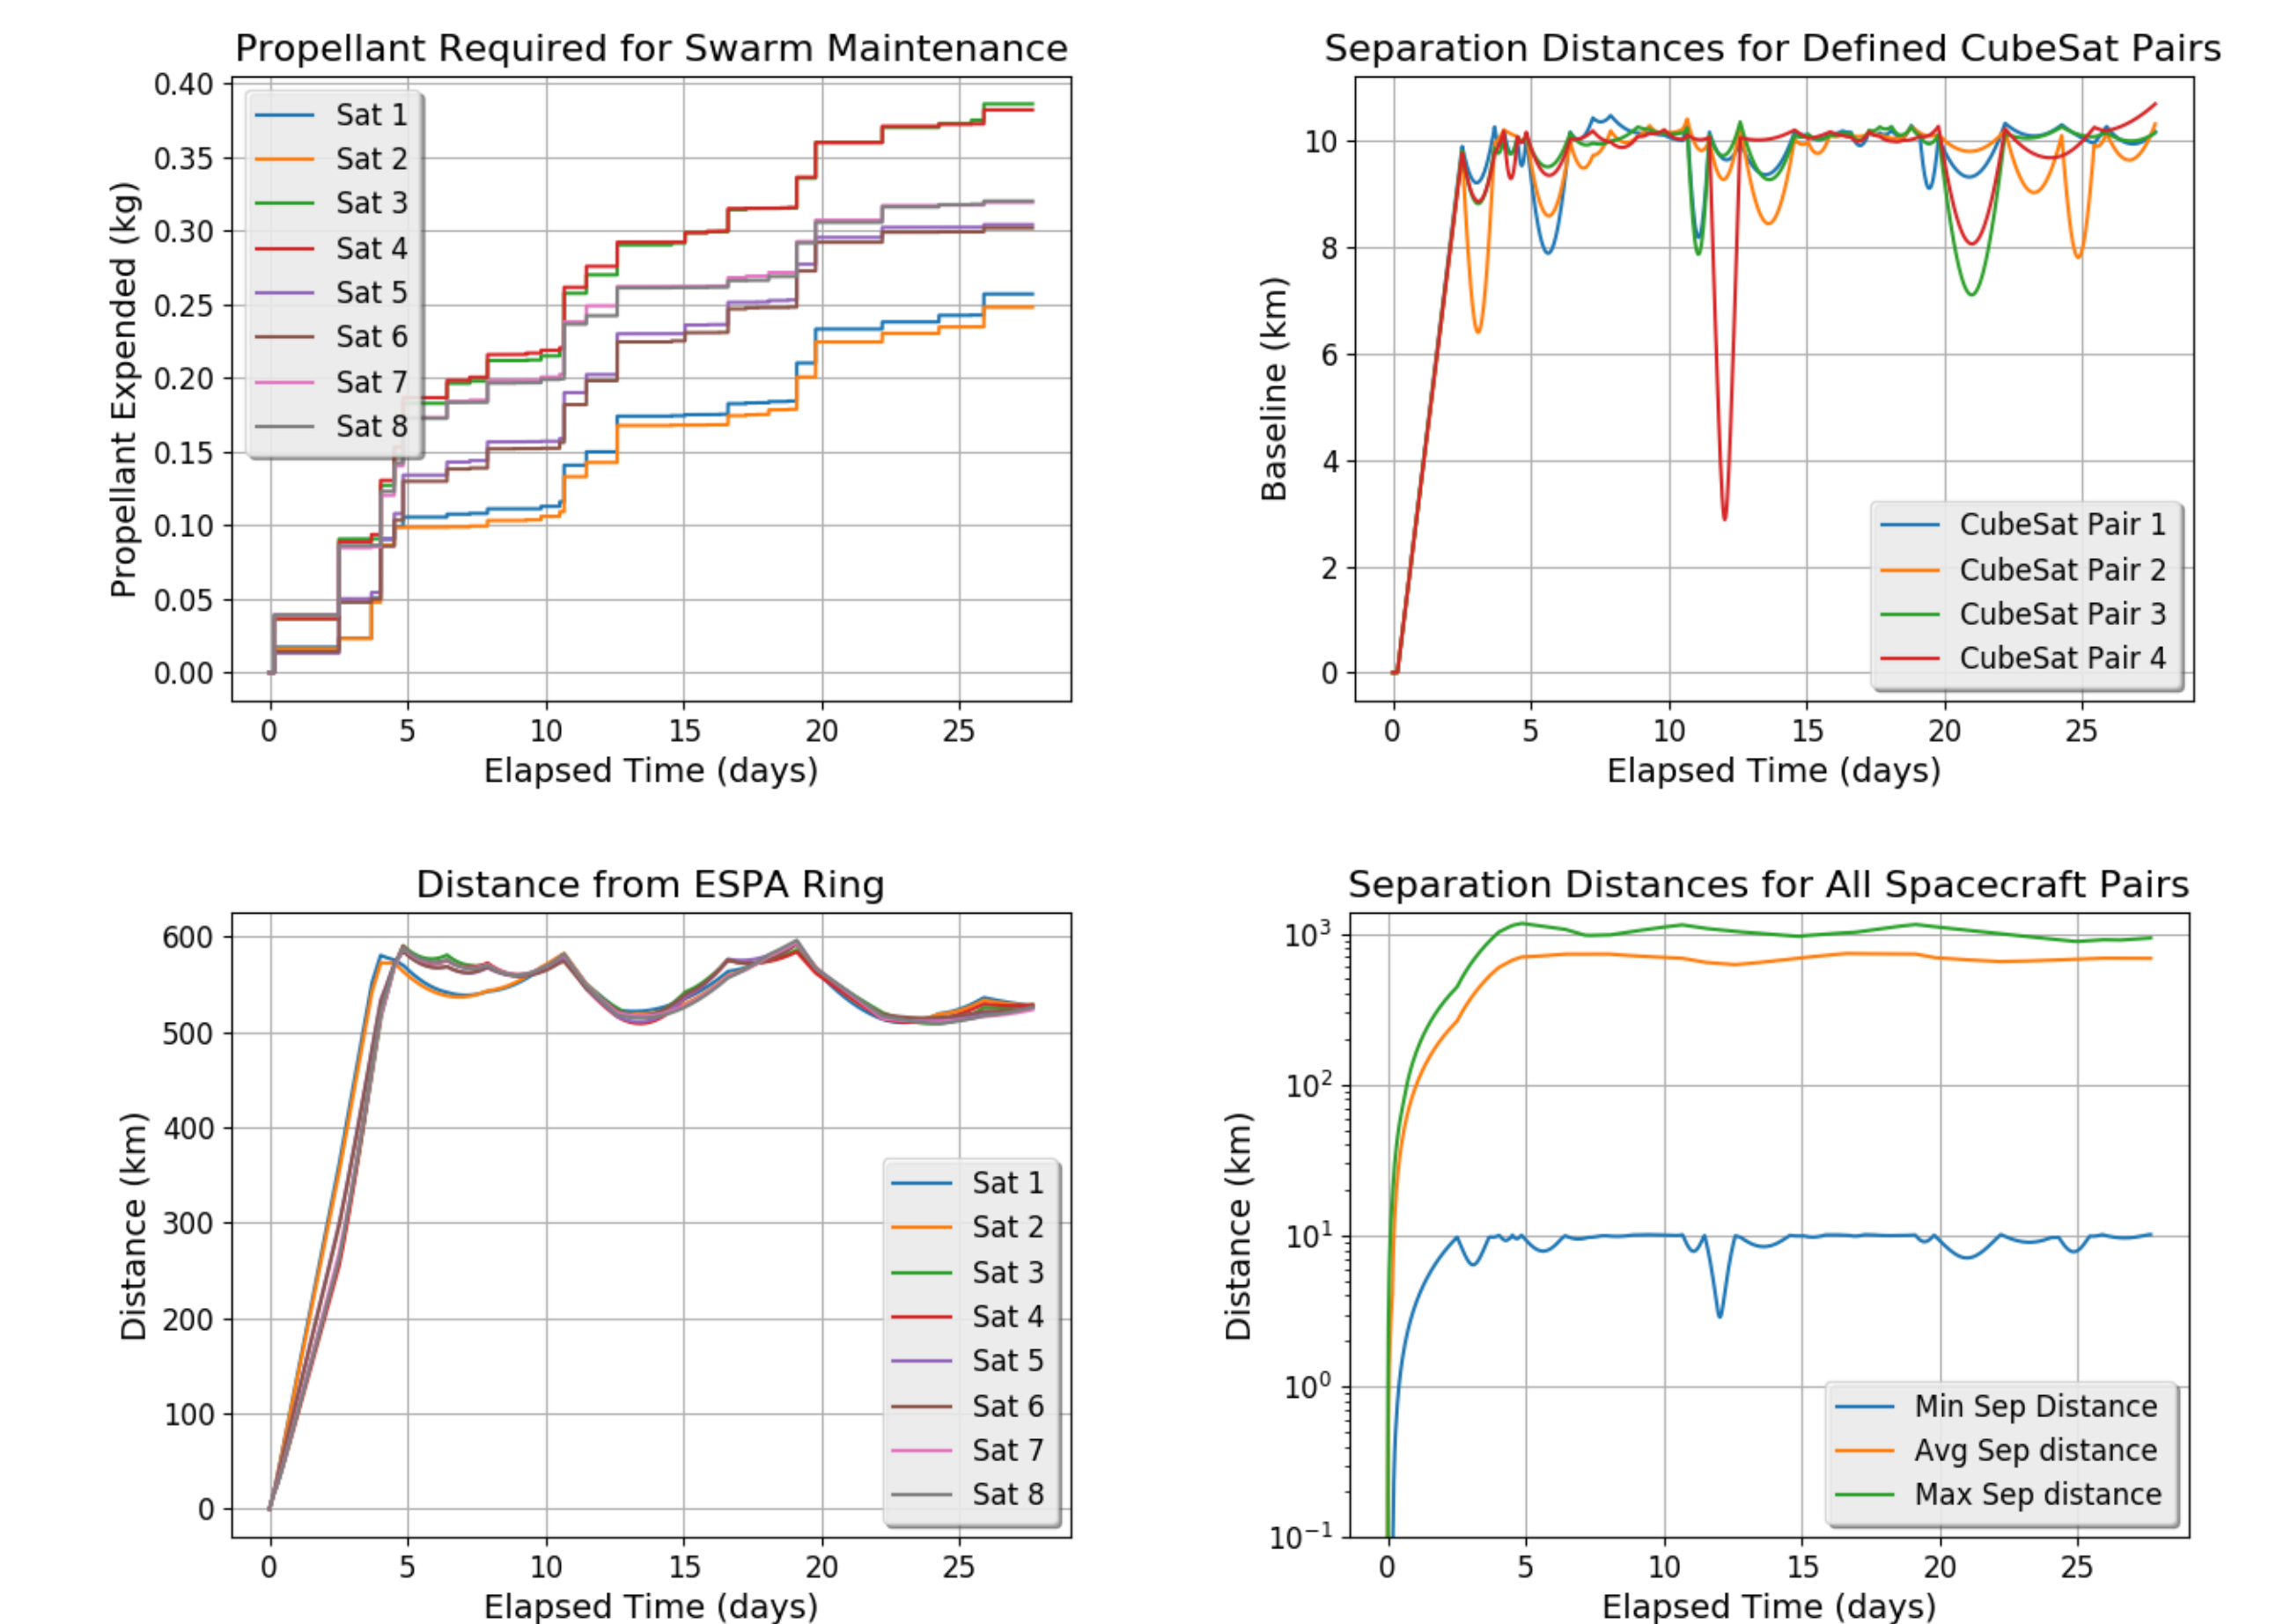 Propellant Required for Swarm Maintenance
Propellant Expended (kg)
0.40
0.35
0.30
0.25
0.20
0.15
0.10
0.05
0.00
Sat 1
Sat 2
Sat 3
Sat 4
Sat 5
Sat 6
Sat 7
Sat 8
0 5 10 15 20 25
Elapsed Time (days)
Separation Distances for Defined CubeSat Pairs
Baseline (km)
10
8
6
4
2
0
CubeSat Pair 1
CubeSat Pair 2
CubeSat Pair 3
CubeSat Pair 4
0 5 10 15 20 25
Elapsed Time (days)
Distance from ESPA Ring
Distance (km)
600
500
400
300
200
100
0
Sat 1
Sat 2
Sat 3
Sat 4
Sat 5
Sat 6
Sat 7
Sat 8
0 5 10 15 20 25
Elapsed Time (days)
Separation Distances for All Spacecraft Pairs
Distance (km)
10³
10²
10¹
10⁰
10⁻¹
Min Sep Distance
Avg Sep distance
Max Sep distance
0 5 10 15 20 25
Elapsed Time (days)